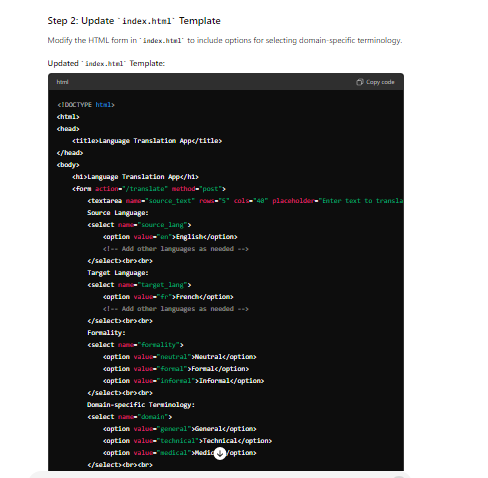 Step 2: Update `index.html` Template
Modify the HTML form in `index.html` to include options for selecting domain-specific terminology.
Updated `index.html` Template:
html Copy code
<!DOCTYPE html>
<html>
<head>
<title>Language Translation App</title>
</head>
<body>
<h1>Language Translation App</h1>
<form action="/translate" method="post">
<textarea name="source_text" rows="5" cols="40" placeholder="Enter text to transla
Source Language:
<select name="source_lang">
<option value="en">English</option>
<!-- Add other languages as needed -->
</select><br><br>
Target Language:
<select name="target_lang">
<option value="fr">French</option>
<!-- Add other languages as needed -->
</select><br><br>
Formality:
<select name="formality">
<option value="neutral">Neutral</option>
<option value="formal">Formal</option>
<option value="informal">Informal</option>
</select><br><br>
Domain-specific Terminology:
<select name="domain">
<option value="general">General</option>
<option value="technical">Technical</option>
<option value="medical">Medic /option>
</select><br><br>